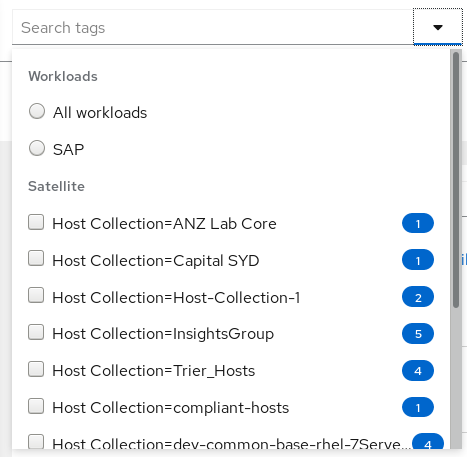 Search tags
Workloads
All workloads
SAP
Satellite
Host Collection=ANZ Lab Core 1
Host Collection=Capital SYD 1
Host Collection=Host-Collection-1 2
Host Collection=InsightsGroup 5
Host Collection=Trier_Hosts 4
Host Collection=compliant-hosts 1
Host Collection=dev-common-base-rhel-7Serve... 4